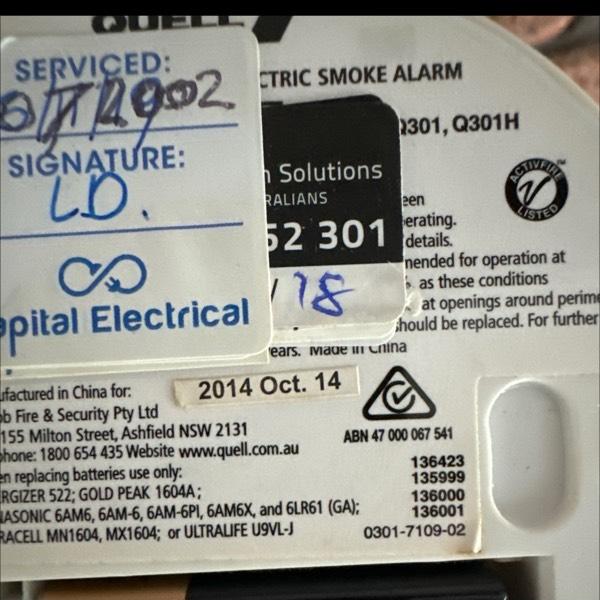 QUELL
SERVICED:
SIGNATURE:
LD.
Capital Electrical
CTRIC SMOKE ALARM
Q301, Q301H
ACTIVFIRE
LISTED
Solutions
RALIANS
52 301
/18
een
erating.
details.
mended for operation at
as these conditions
at openings around perime
should be replaced. For further
ears. Made in China
ufactured in China for:
2014 Oct. 14
bb Fire & Security Pty Ltd
155 Milton Street, Ashfield NSW 2131
phone: 1800 654 435 Website www.quell.com.au
ABN 47 000 067 541
en replacing batteries use only:
ERGIZER 522; GOLD PEAK 1604A;
NASONIC 6AM6, 6AM-6, 6AM-6PI, 6AM6X, and 6LR61 (GA);
RACELL MN1604, MX1604; or ULTRALIFE U9VL-J
136423
135999
136000
136001
0301-7109-02